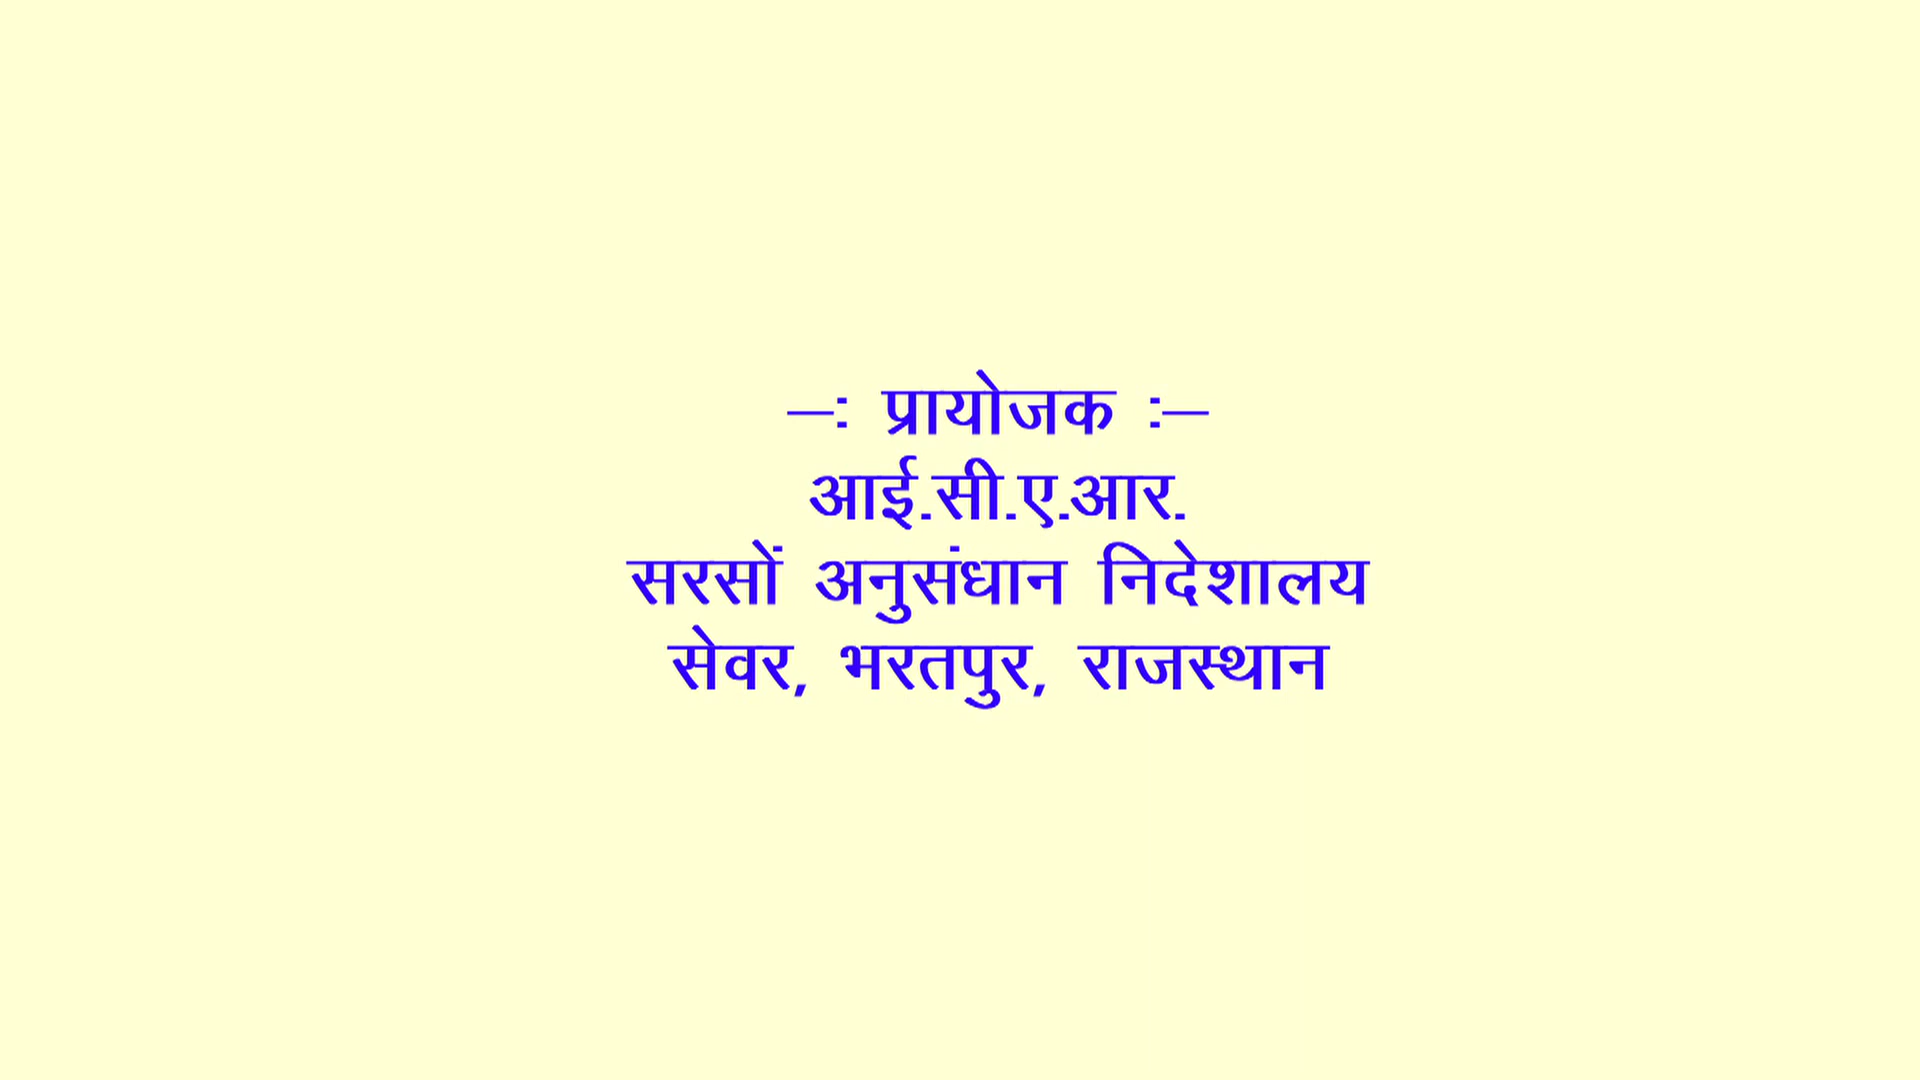 —: प्रायोजक :—
आई.सी.ए.आर.
सरसों अनुसंधान निदेशालय
सेवर, भरतपुर, राजस्थान